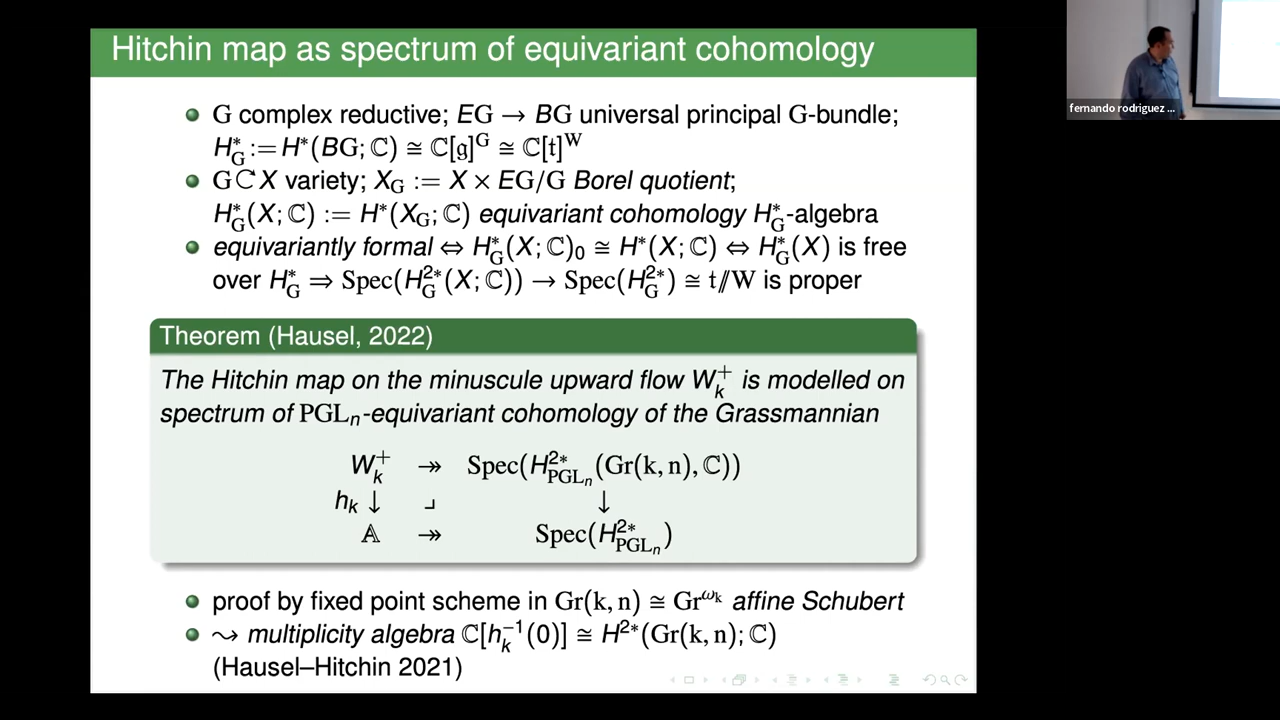 Hitchin map as spectrum of equivariant cohomology
fernando rodriguez ...
G complex reductive; EG → BG universal principal G-bundle;
H*_G := H*(BG; ℂ) ≅ ℂ[𝔤]^G ≅ ℂ[𝔱]^W
G⊂X variety; X_G := X × EG/G Borel quotient;
H*_G(X; ℂ) := H*(X_G; ℂ) equivariant cohomology H*_G-algebra
equivariantly formal ⇔ H*_G(X; ℂ)_0 ≅ H*(X; ℂ) ⇔ H*_G(X) is free
over H*_G ⇒ Spec(H^{2*}_G(X; ℂ)) → Spec(H^{2*}_G) ≅ 𝔱//W is proper
Theorem (Hausel, 2022)
The Hitchin map on the minuscule upward flow W^+_k is modelled on
spectrum of PGL_n-equivariant cohomology of the Grassmannian
W^+_k ↠ Spec(H^{2*}_{PGL_n}(Gr(k, n), ℂ))
h_k ↓ ⌟ ↓
𝔸 ↠ Spec(H^{2*}_{PGL_n})
proof by fixed point scheme in Gr(k, n) ≅ Gr^{ω_k} affine Schubert
⇝ multiplicity algebra ℂ[h_k^{-1}(0)] ≅ H^{2*}(Gr(k, n); ℂ)
(Hausel–Hitchin 2021)